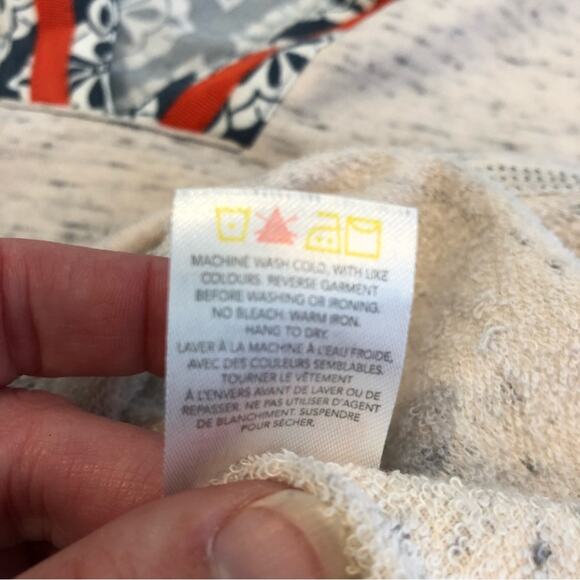 MACHINE WASH COLD, WITH LIKE
COLOURS. REVERSE GARMENT
BEFORE WASHING OR IRONING.
NO BLEACH. WARM IRON.
HANG TO DRY.
LAVER À LA MACHINE À L'EAU FROIDE,
AVEC DES COULEURS SEMBLABLES.
TOURNER LE VÊTEMENT
À L'ENVERS AVANT DE LAVER OU DE
REPASSER. NE PAS UTILISER D'AGENT
DE BLANCHIMENT. SUSPENDRE
POUR SÉCHER.